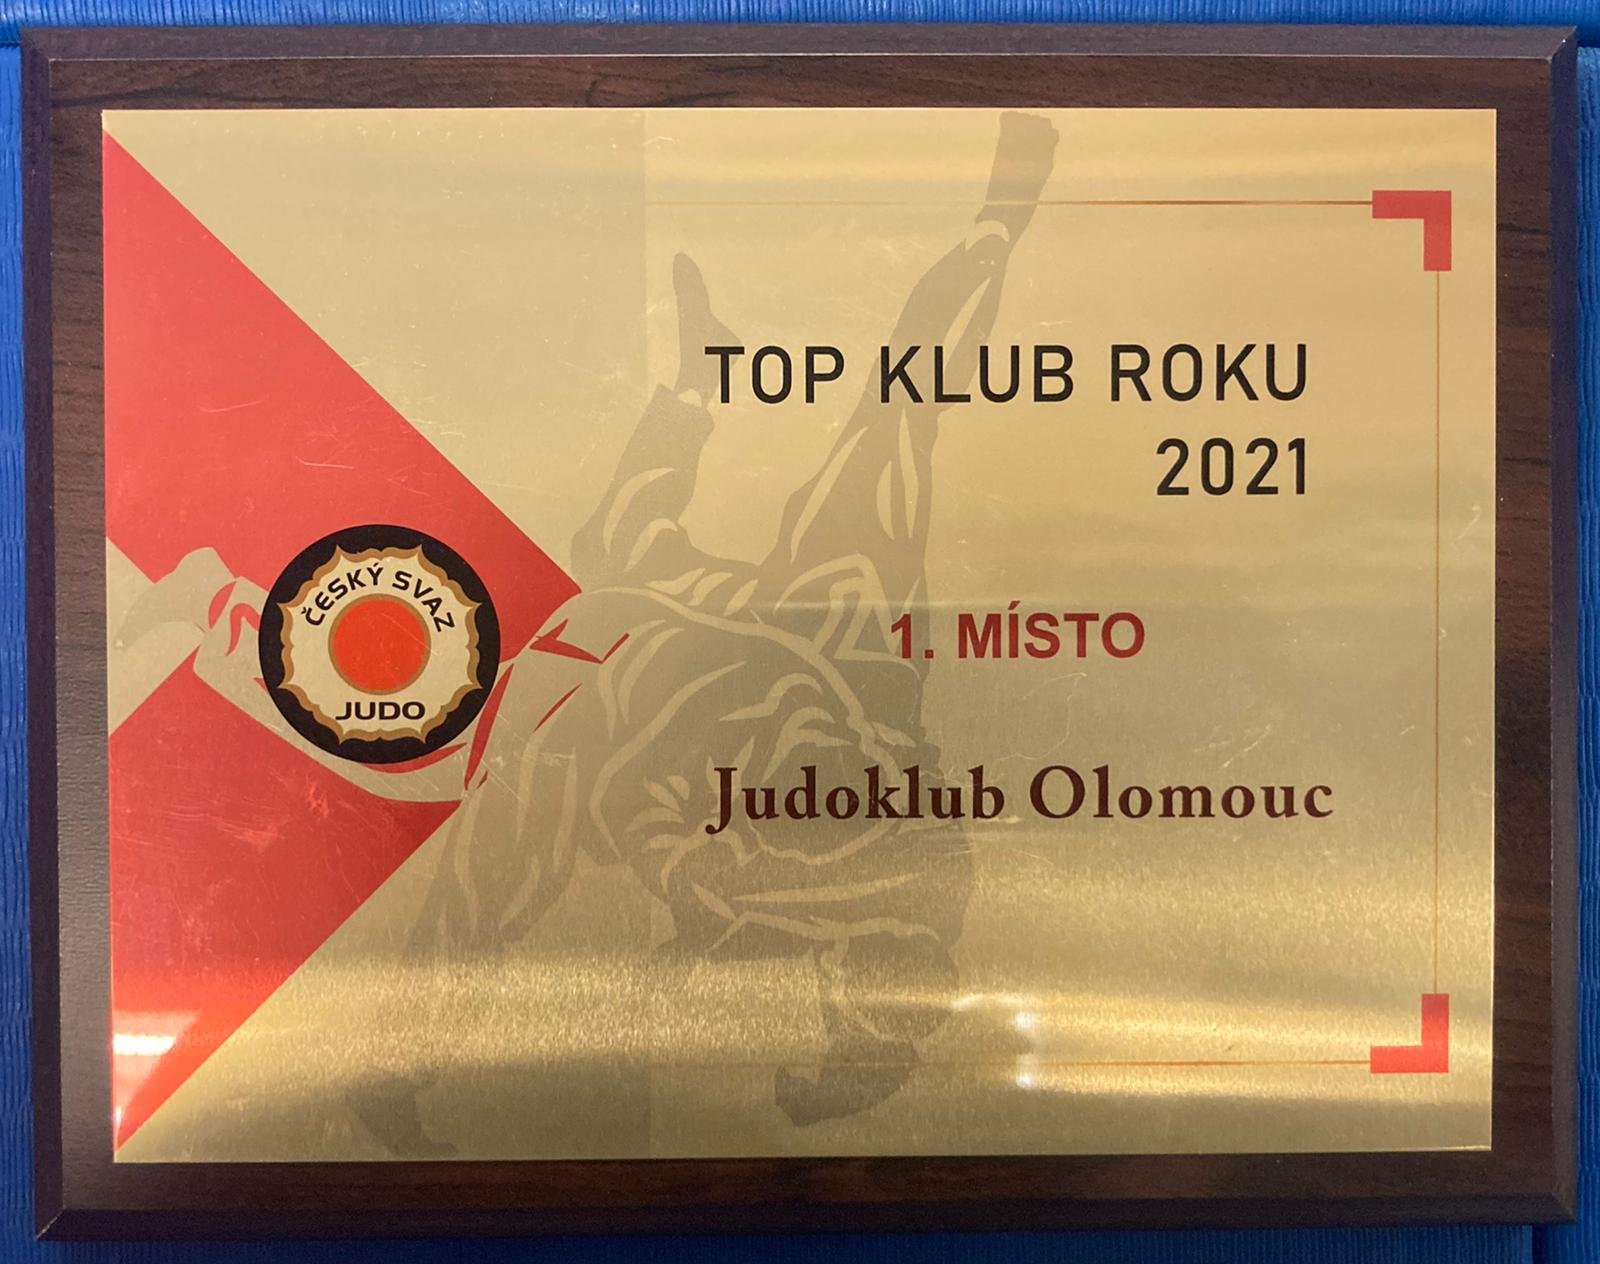 TOP KLUB ROKU
2021
ČESKÝ SVAZ
JUDO
1. MÍSTO
Judoklub Olomouc